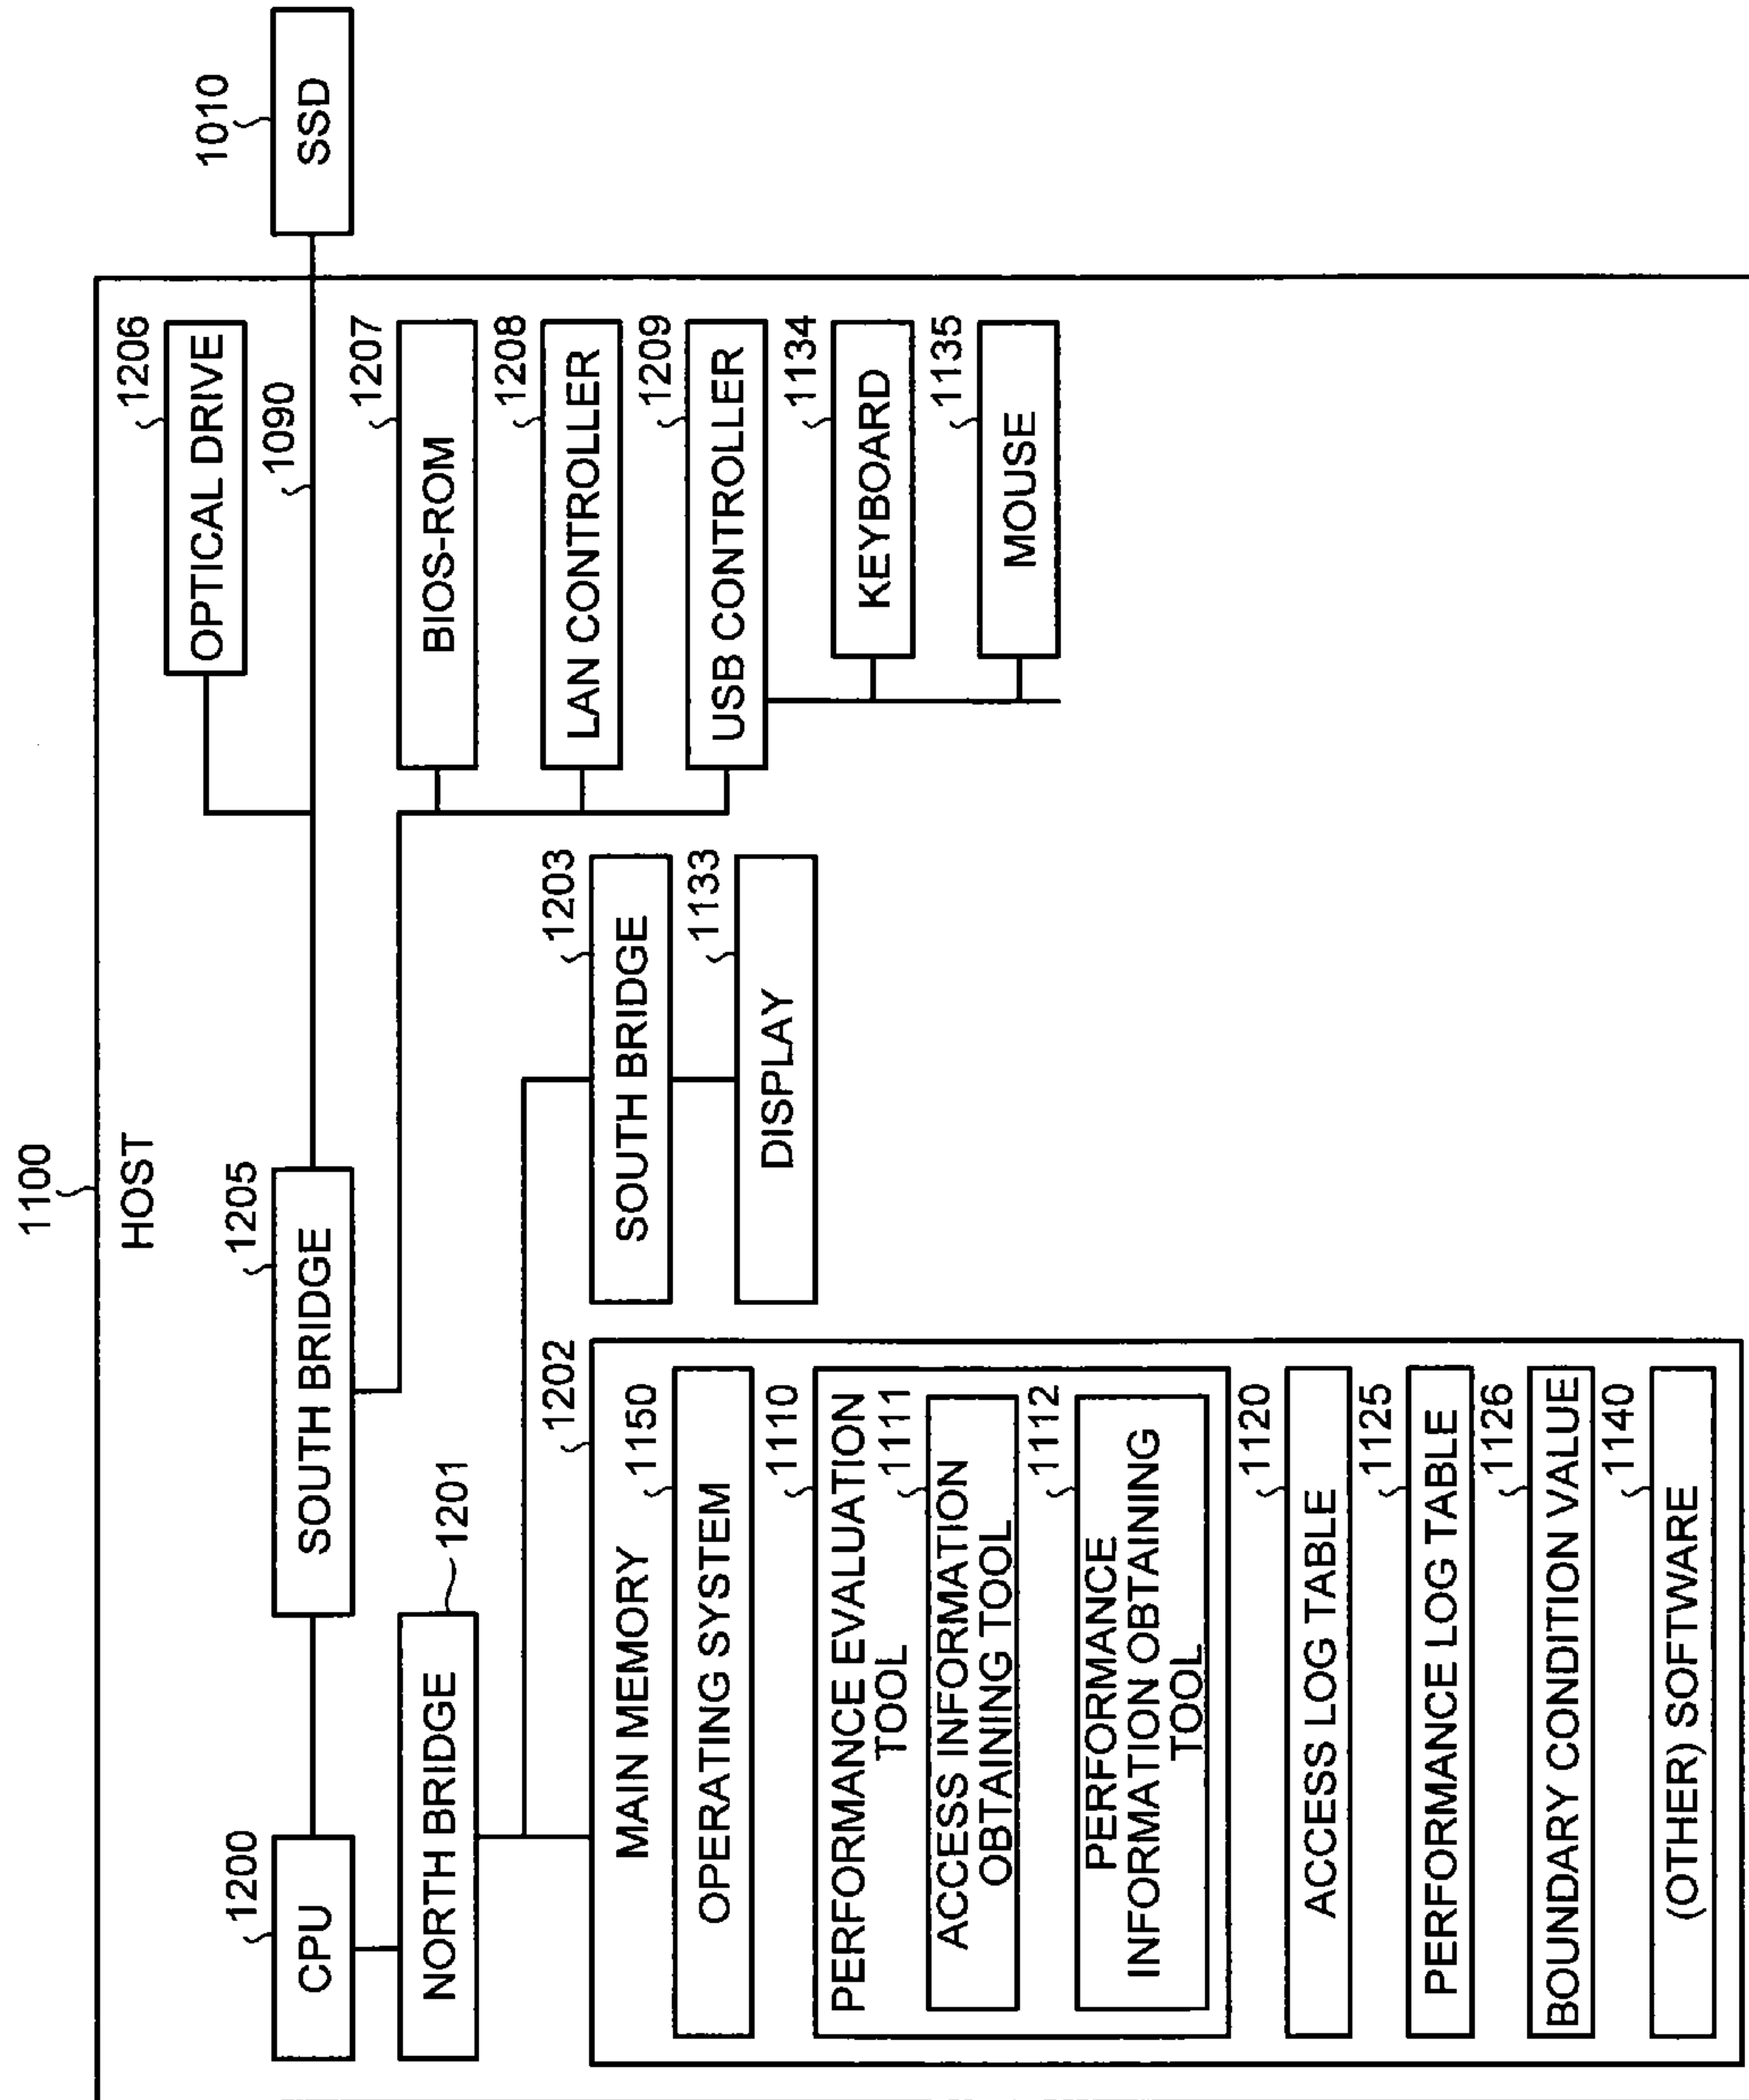 1100
HOST
1200
CPU
1205
SOUTH BRIDGE
1206
OPTICAL DRIVE
1090
1010
SSD
1201
NORTH BRIDGE
1207
BIOS-ROM
1208
LAN CONTROLLER
1209
USB CONTROLLER
1134
KEYBOARD
1135
MOUSE
1203
SOUTH BRIDGE
1133
DISPLAY
1202
MAIN MEMORY
1150
OPERATING SYSTEM
1110
PERFORMANCE EVALUATION
TOOL
1111
ACCESS INFORMATION
OBTAINING TOOL
1112
PERFORMANCE
INFORMATION OBTAINING
TOOL
1120
ACCESS LOG TABLE
1125
PERFORMANCE LOG TABLE
1126
BOUNDARY CONDITION VALUE
1140
(OTHER) SOFTWARE